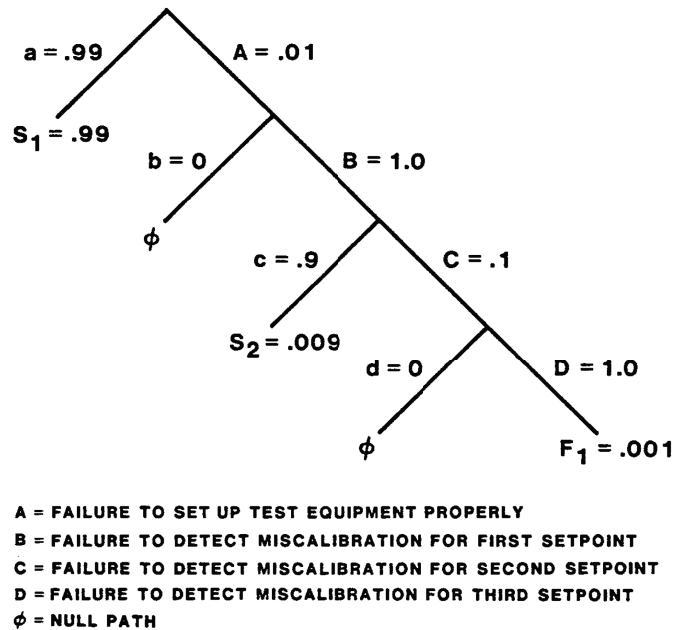 a = .99
A = .01
S1 = .99
b = 0
B = 1.0
ϕ
c = .9
C = .1
S2 = .009
d = 0
D = 1.0
ϕ
F1 = .001
A = FAILURE TO SET UP TEST EQUIPMENT PROPERLY
B = FAILURE TO DETECT MISCALIBRATION FOR FIRST SETPOINT
C = FAILURE TO DETECT MISCALIBRATION FOR SECOND SETPOINT
D = FAILURE TO DETECT MISCALIBRATION FOR THIRD SETPOINT
ϕ = NULL PATH